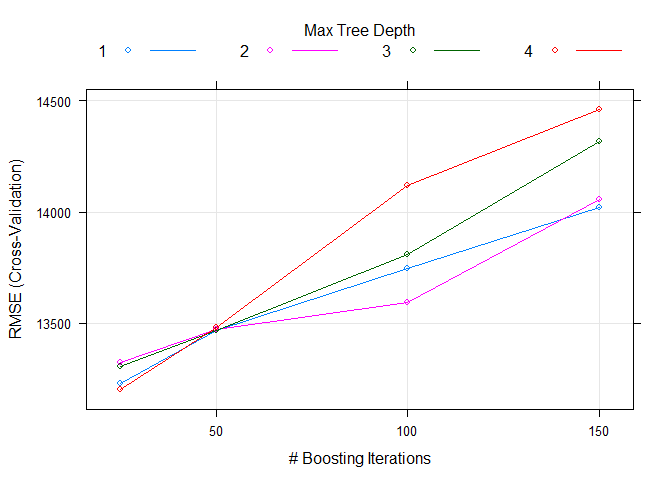 Max Tree Depth
1 2 3 4
RMSE (Cross-Validation)
14500
14000
13500
50 100 150
# Boosting Iterations